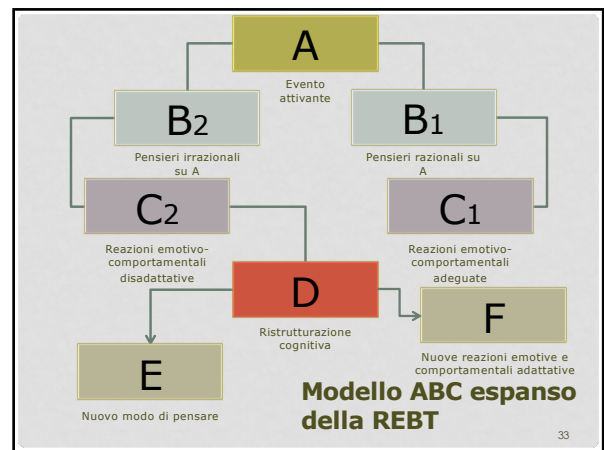 A
Evento
attivante
B2
Pensieri irrazionali
su A
B1
Pensieri razionali su
A
C2
Reazioni emotivo-
comportamentali
disadattative
C1
Reazioni emotivo-
comportamentali
adeguate
D
Ristrutturazione
cognitiva
E
Nuovo modo di pensare
F
Nuove reazioni emotive e
comportamentali adattative
Modello ABC espanso
della REBT
33